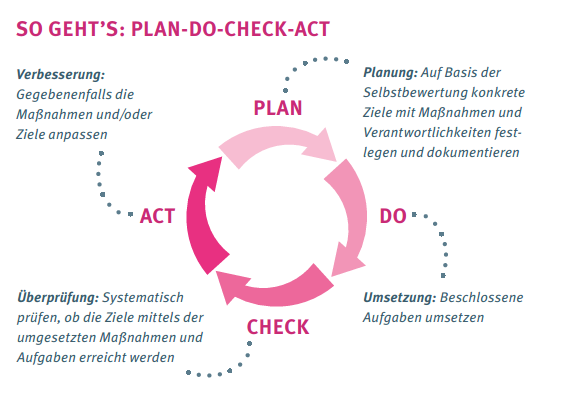 SO GEHT'S: PLAN-DO-CHECK-ACT
Verbesserung:
Gegebenenfalls die
Maßnahmen und/oder
Ziele anpassen
PLAN
Planung: Auf Basis der
Selbstbewertung konkrete
Ziele mit Maßnahmen und
Verantwortlichkeiten fest-
legen und dokumentieren
ACT
DO
Überprüfung: Systematisch
prüfen, ob die Ziele mittels der
umgesetzten Maßnahmen und
Aufgaben erreicht werden
CHECK
Umsetzung: Beschlossene
Aufgaben umsetzen